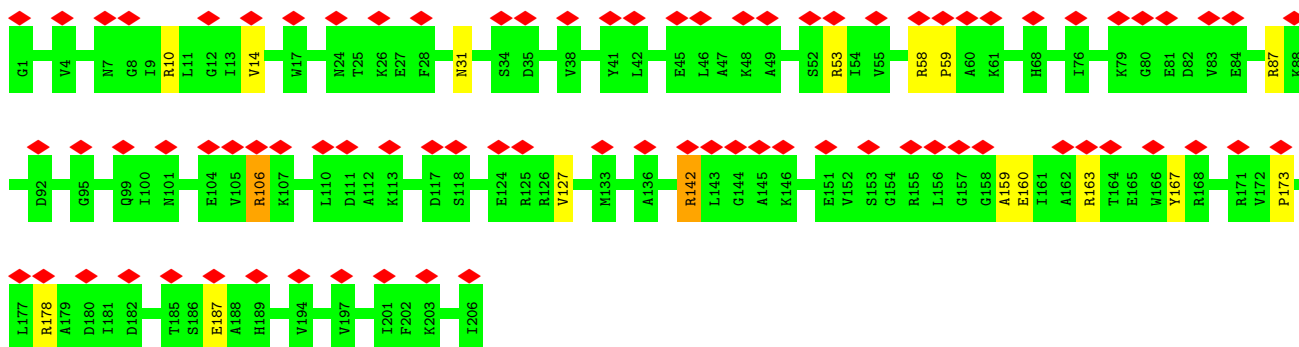 G1 V4 N7 G8 I9 R10 L11 G12 I13 V14 W17 N24 T25 K26 E27 F28 N31 S34 D35 V38 Y41 L42 E45 L46 A47 K48 A49 S52 R53 I54 V55 R58 P59 A60 K61 H68 I76 K79 G80 E81 D82 V83 E84 R87 K88
D92 G95 Q99 I100 N101 E104 V105 R106 K107 L110 D111 A112 K113 D117 S118 E124 R125 R126 V127 M133 A136 R142 L143 G144 A145 K146 E151 V152 S153 G154 R155 L156 G157 G158 A159 E160 I161 A162 R163 T164 E165 W166 Y167 R168 R171 V172 P173
L177 R178 A179 D180 I181 D182 T185 S186 E187 A188 H189 V194 V197 I201 F202 K203 I206